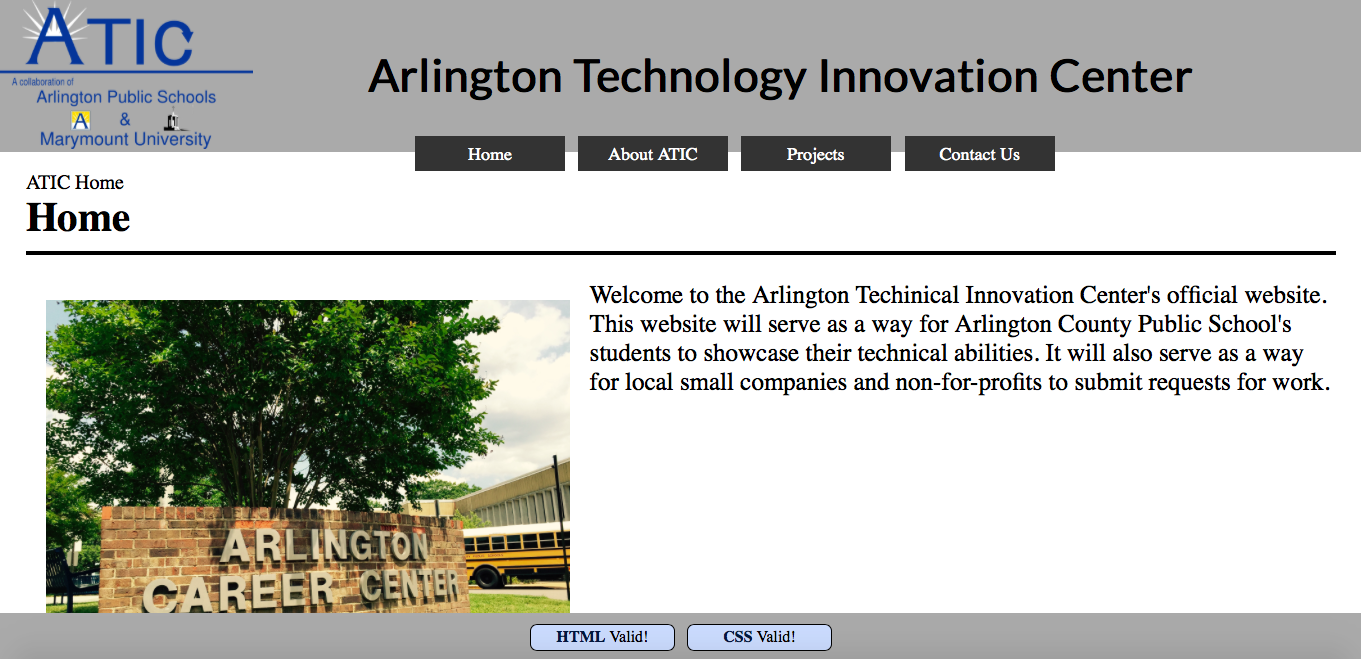 ATIC
A collaboration of
Arlington Public Schools
A &
Marymount University
Arlington Technology Innovation Center
Home About ATIC Projects Contact Us
ATIC Home
Home
Welcome to the Arlington Techinical Innovation Center's official website.
This website will serve as a way for Arlington County Public School's
students to showcase their technical abilities. It will also serve as a way
for local small companies and non-for-profits to submit requests for work.
ARLINGTON
CAREER CENTER
HTML Valid! CSS Valid!